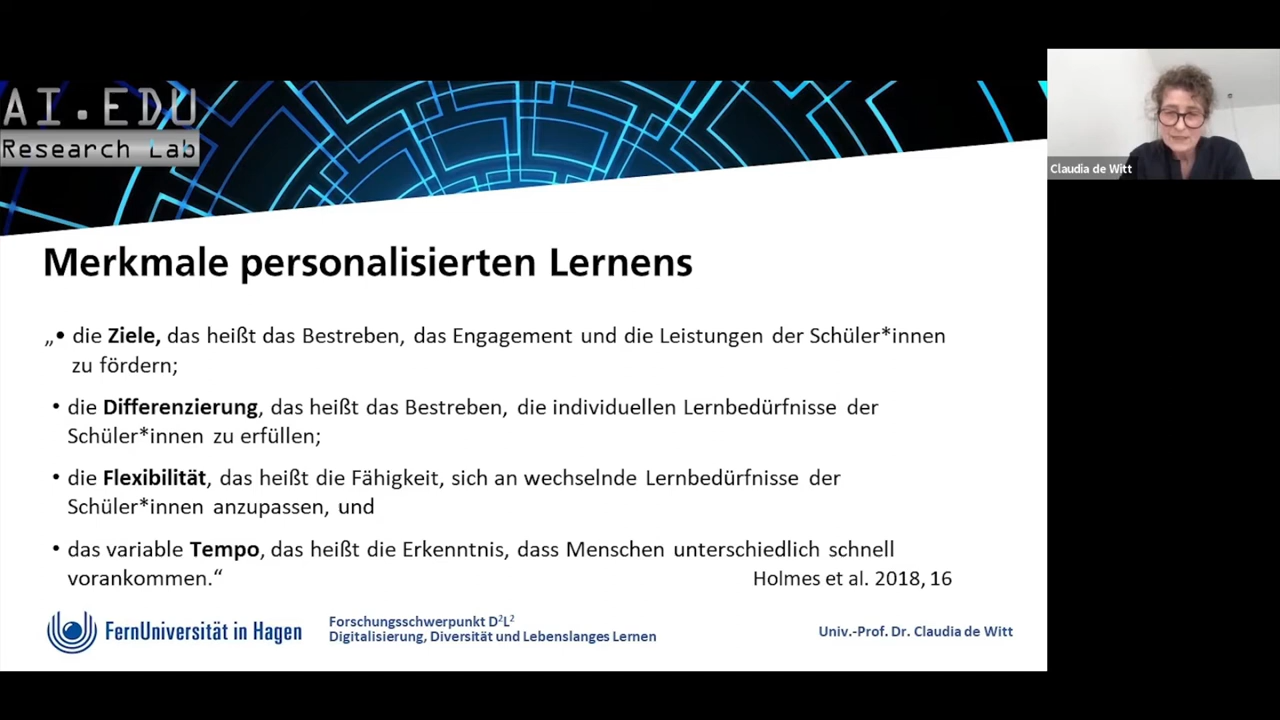 AI.EDU
Research Lab
Claudia de Witt
Merkmale personalisierten Lernens
„• die Ziele, das heißt das Bestreben, das Engagement und die Leistungen der Schüler*innen
zu fördern;
• die Differenzierung, das heißt das Bestreben, die individuellen Lernbedürfnisse der
Schüler*innen zu erfüllen;
• die Flexibilität, das heißt die Fähigkeit, sich an wechselnde Lernbedürfnisse der
Schüler*innen anzupassen, und
• das variable Tempo, das heißt die Erkenntnis, dass Menschen unterschiedlich schnell
vorankommen.“
Holmes et al. 2018, 16
FernUniversität in Hagen
Forschungsschwerpunkt D²L²
Digitalisierung, Diversität und Lebenslanges Lernen
Univ.-Prof. Dr. Claudia de Witt